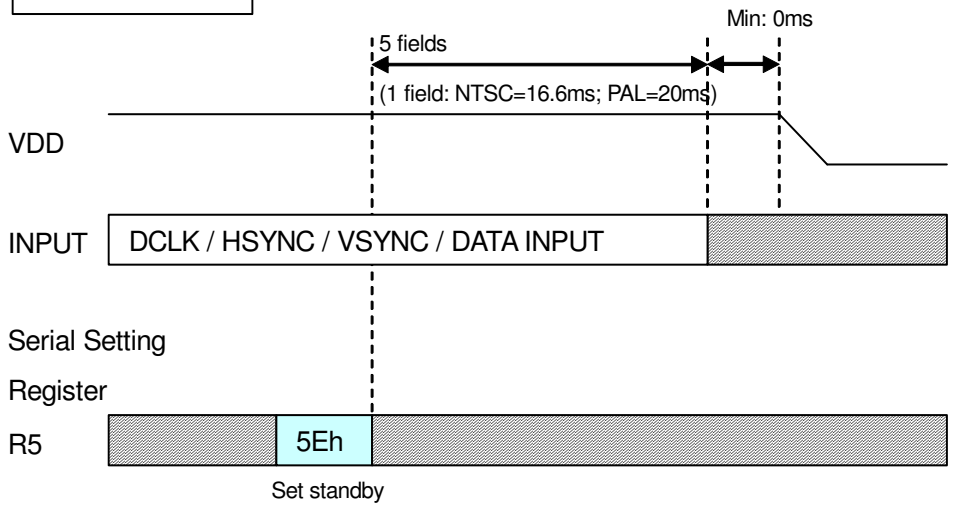 Min: 0ms
5 fields
(1 field: NTSC=16.6ms; PAL=20ms)
VDD
INPUT DCLK / HSYNC / VSYNC / DATA INPUT
Serial Setting
Register
R5 5Eh
Set standby